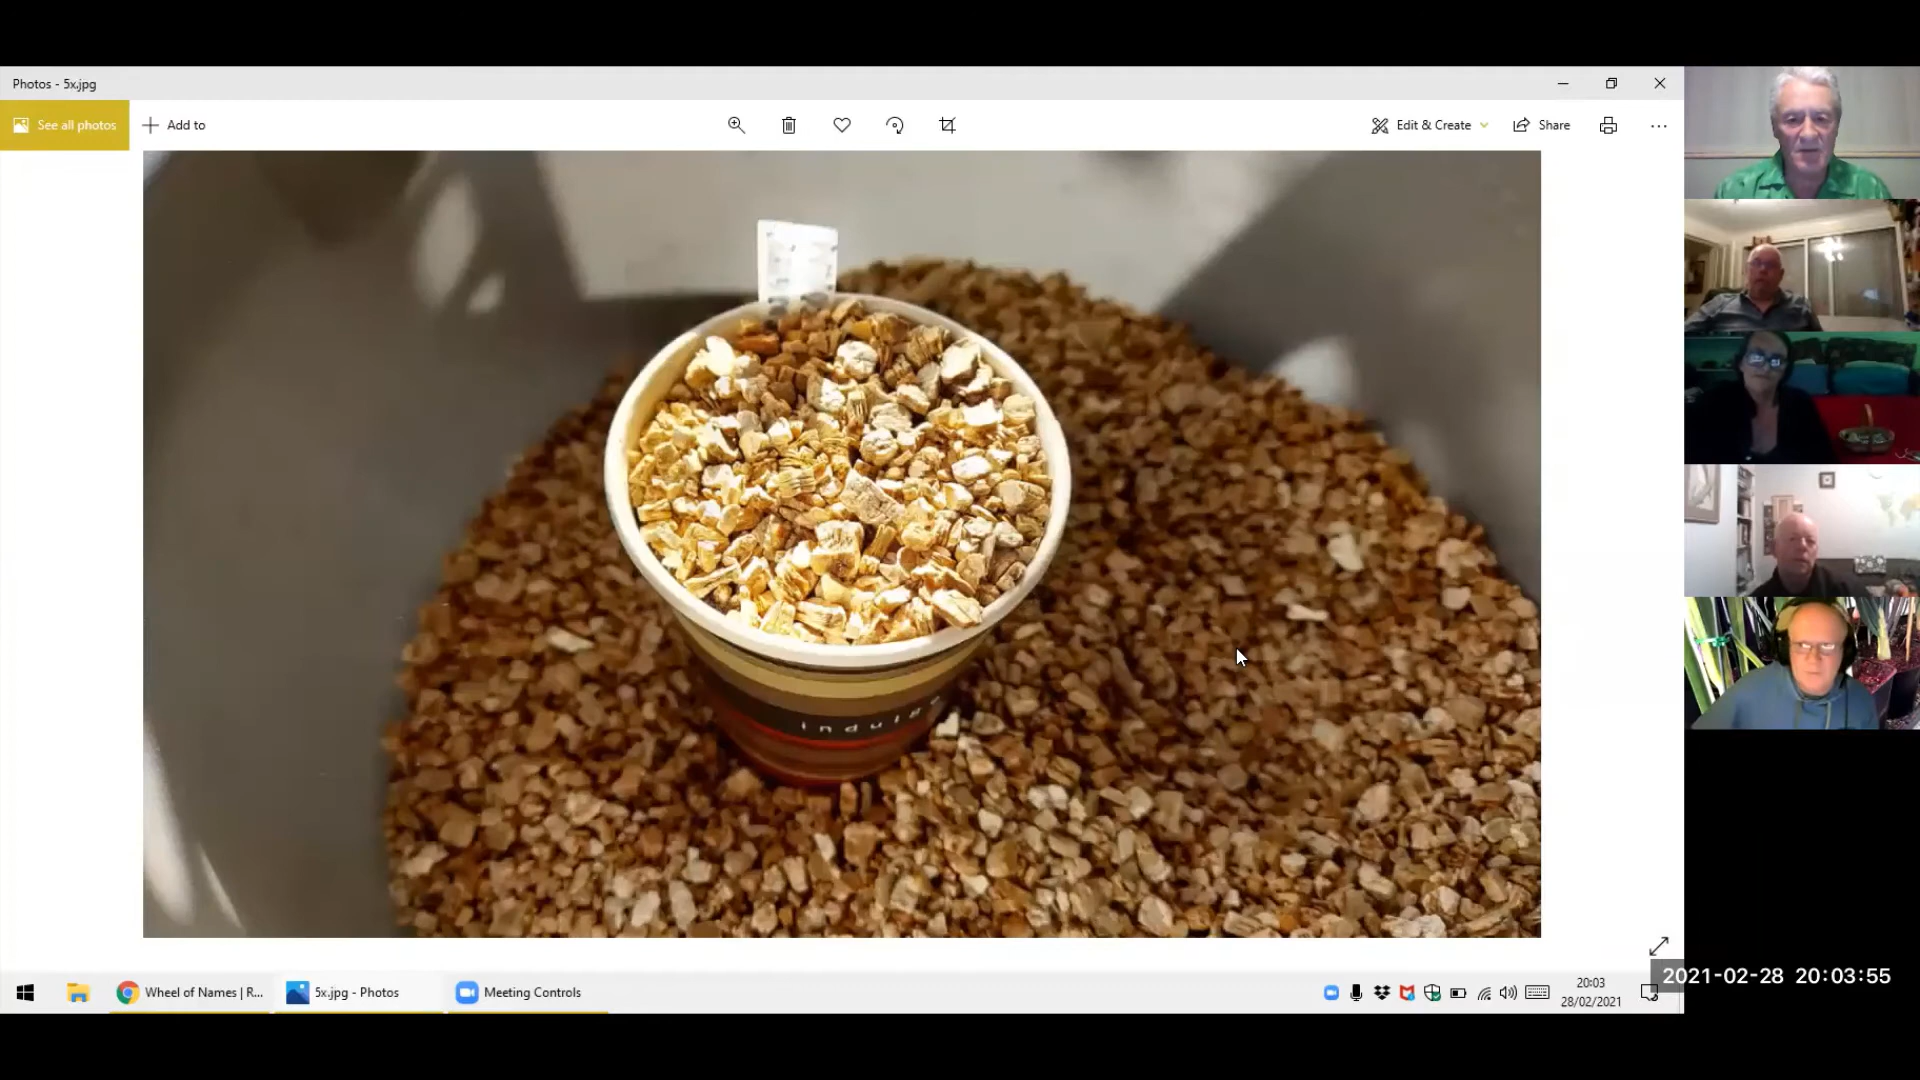 Photos - 5x.jpg
See all photos
Add to
Edit & Create
Share
indulge
Wheel of Names | R...
5x.jpg - Photos
Meeting Controls
20:03
28/02/2021
2021-02-28 20:03:55